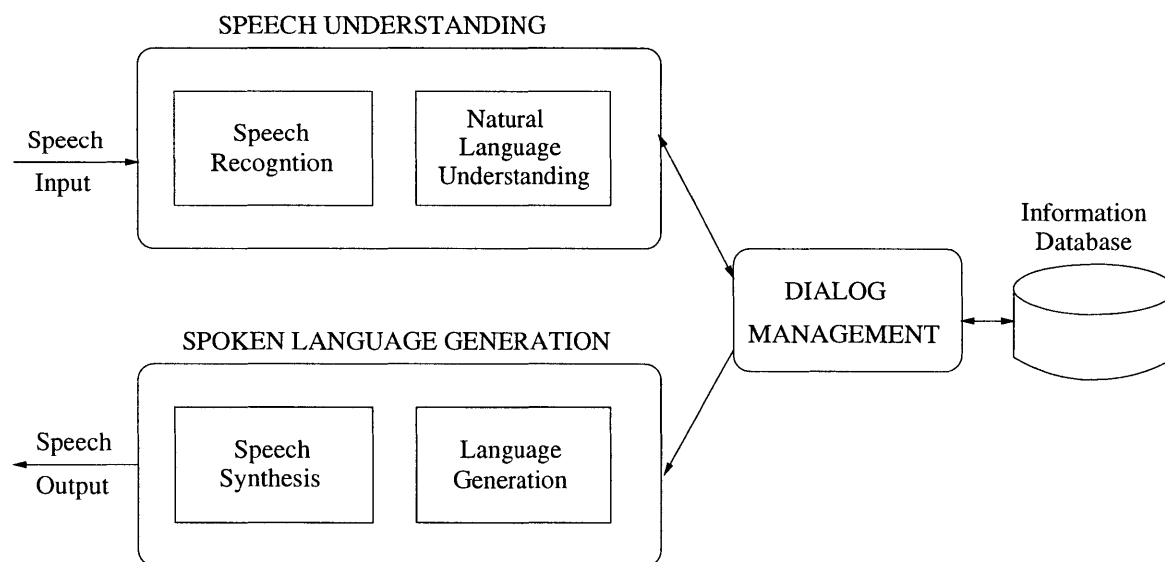 SPEECH UNDERSTANDING
Speech
Input
Speech
Recogntion
Natural
Language
Understanding
Information
Database
DIALOG
MANAGEMENT
SPOKEN LANGUAGE GENERATION
Speech
Output
Speech
Synthesis
Language
Generation